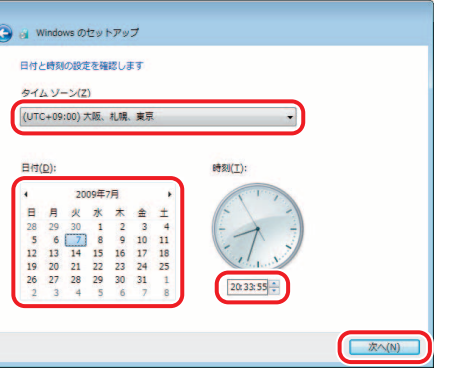 Windows のセットアップ
日付と時刻の設定を確認します
タイム ゾーン(Z)
(UTC+09:00) 大阪、札幌、東京
日付(D):
時刻(T):
2009年7月
日 月 火 水 木 金 土
28 29 30 1 2 3 4
5 6 7 8 9 10 11
12 13 14 15 16 17 18
19 20 21 22 23 24 25
26 27 28 29 30 31 1
2 3 4 5 6 7 8
20:33:55
次へ(N)